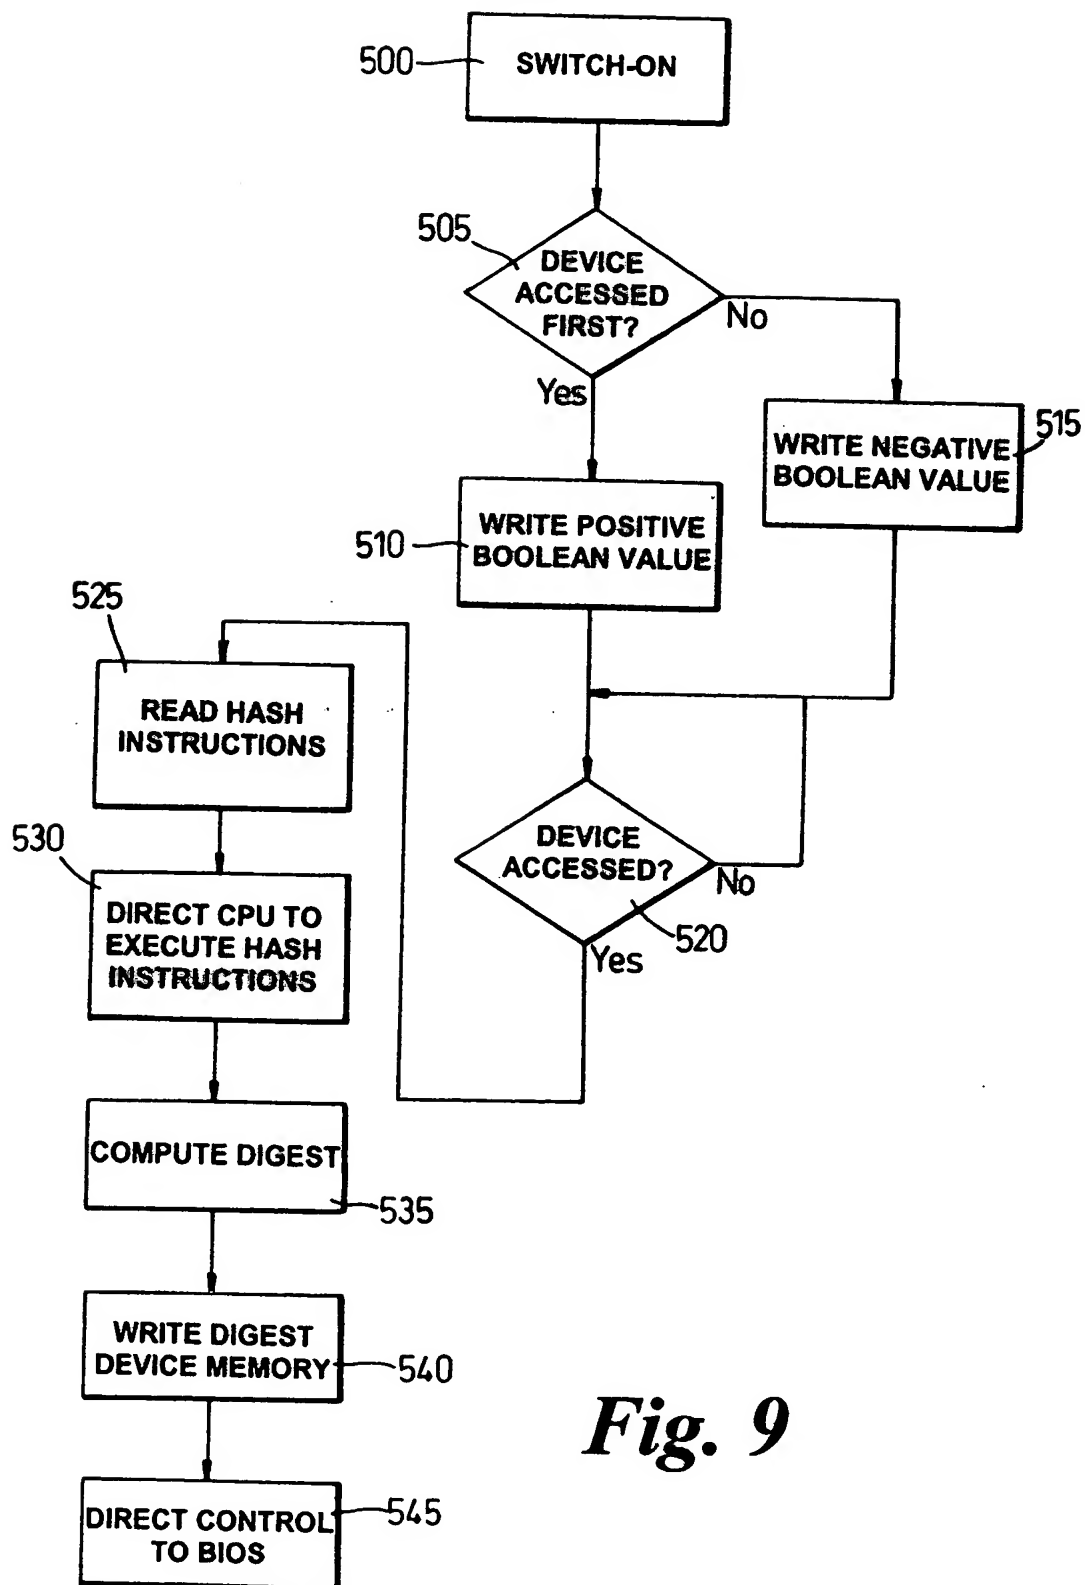 500
SWITCH-ON
505
DEVICE
ACCESSED
FIRST?
No
Yes
515
WRITE NEGATIVE
BOOLEAN VALUE
510
WRITE POSITIVE
BOOLEAN VALUE
525
READ HASH
INSTRUCTIONS
DEVICE
ACCESSED?
No
520
Yes
530
DIRECT CPU TO
EXECUTE HASH
INSTRUCTIONS
COMPUTE DIGEST
535
WRITE DIGEST
DEVICE MEMORY
540
DIRECT CONTROL
TO BIOS
545
Fig. 9